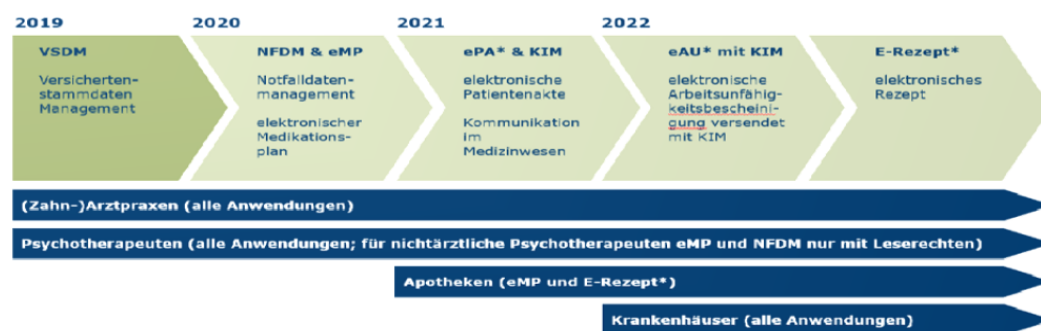 2019
2020
2021
2022
VSDM
Versicherten-
stammdaten
Management
NFDM & eMP
Notfalldaten-
management
elektronischer
Medikations-
plan
ePA* & KIM
elektronische
Patientenakte
Kommunikation
im
Medizinwesen
eAU* mit KIM
elektronische
Arbeitsunfähig-
keitsbescheini-
gung versendet
mit KIM
E-Rezept*
elektronisches
Rezept
(Zahn-)Arztpraxen (alle Anwendungen)
Psychotherapeuten (alle Anwendungen; für nichtärztliche Psychotherapeuten eMP und NFDM nur mit Leserechten)
Apotheken (eMP und E-Rezept*)
Krankenhäuser (alle Anwendungen)